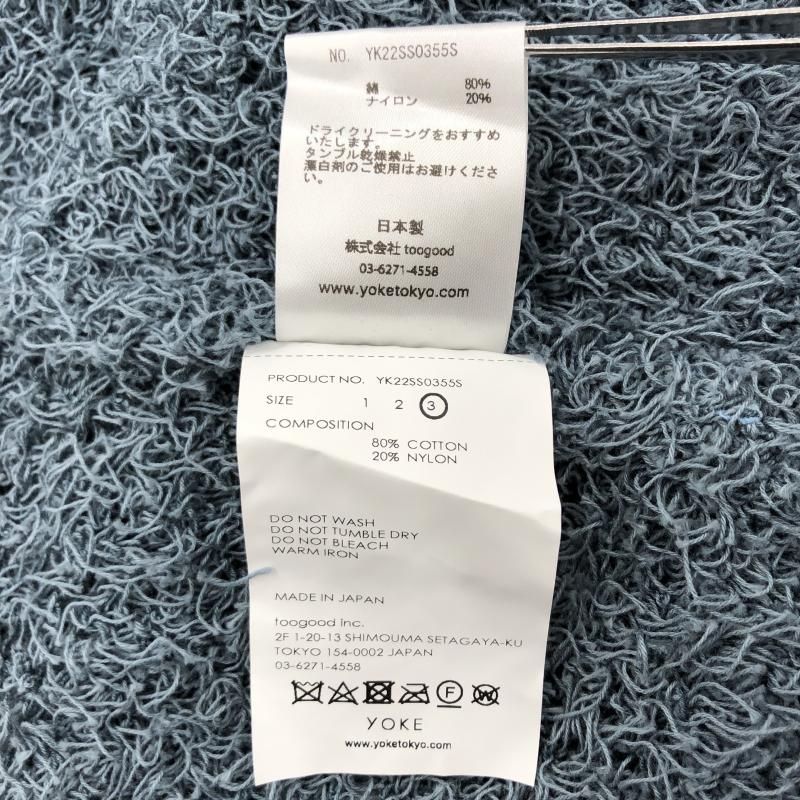 NO. YK22SS0355S
綿 80%
ナイロン 20%
ドライクリーニングをおすすめ
いたします。
タンブル乾燥禁止
漂白剤のご使用はお避けくださ
い。
日本製
株式会社 toogood
03-6271-4558
www.yoketokyo.com
PRODUCT NO. YK22SS0355S
SIZE 1 2 3
COMPOSITION
80% COTTON
20% NYLON
DO NOT WASH
DO NOT TUMBLE DRY
DO NOT BLEACH
WARM IRON
MADE IN JAPAN
toogood inc.
2F 1-20-13 SHIMOUMA SETAGAYA-KU
TOKYO 154-0002 JAPAN
03-6271-4558
F W
YOKE
www.yoketokyo.com